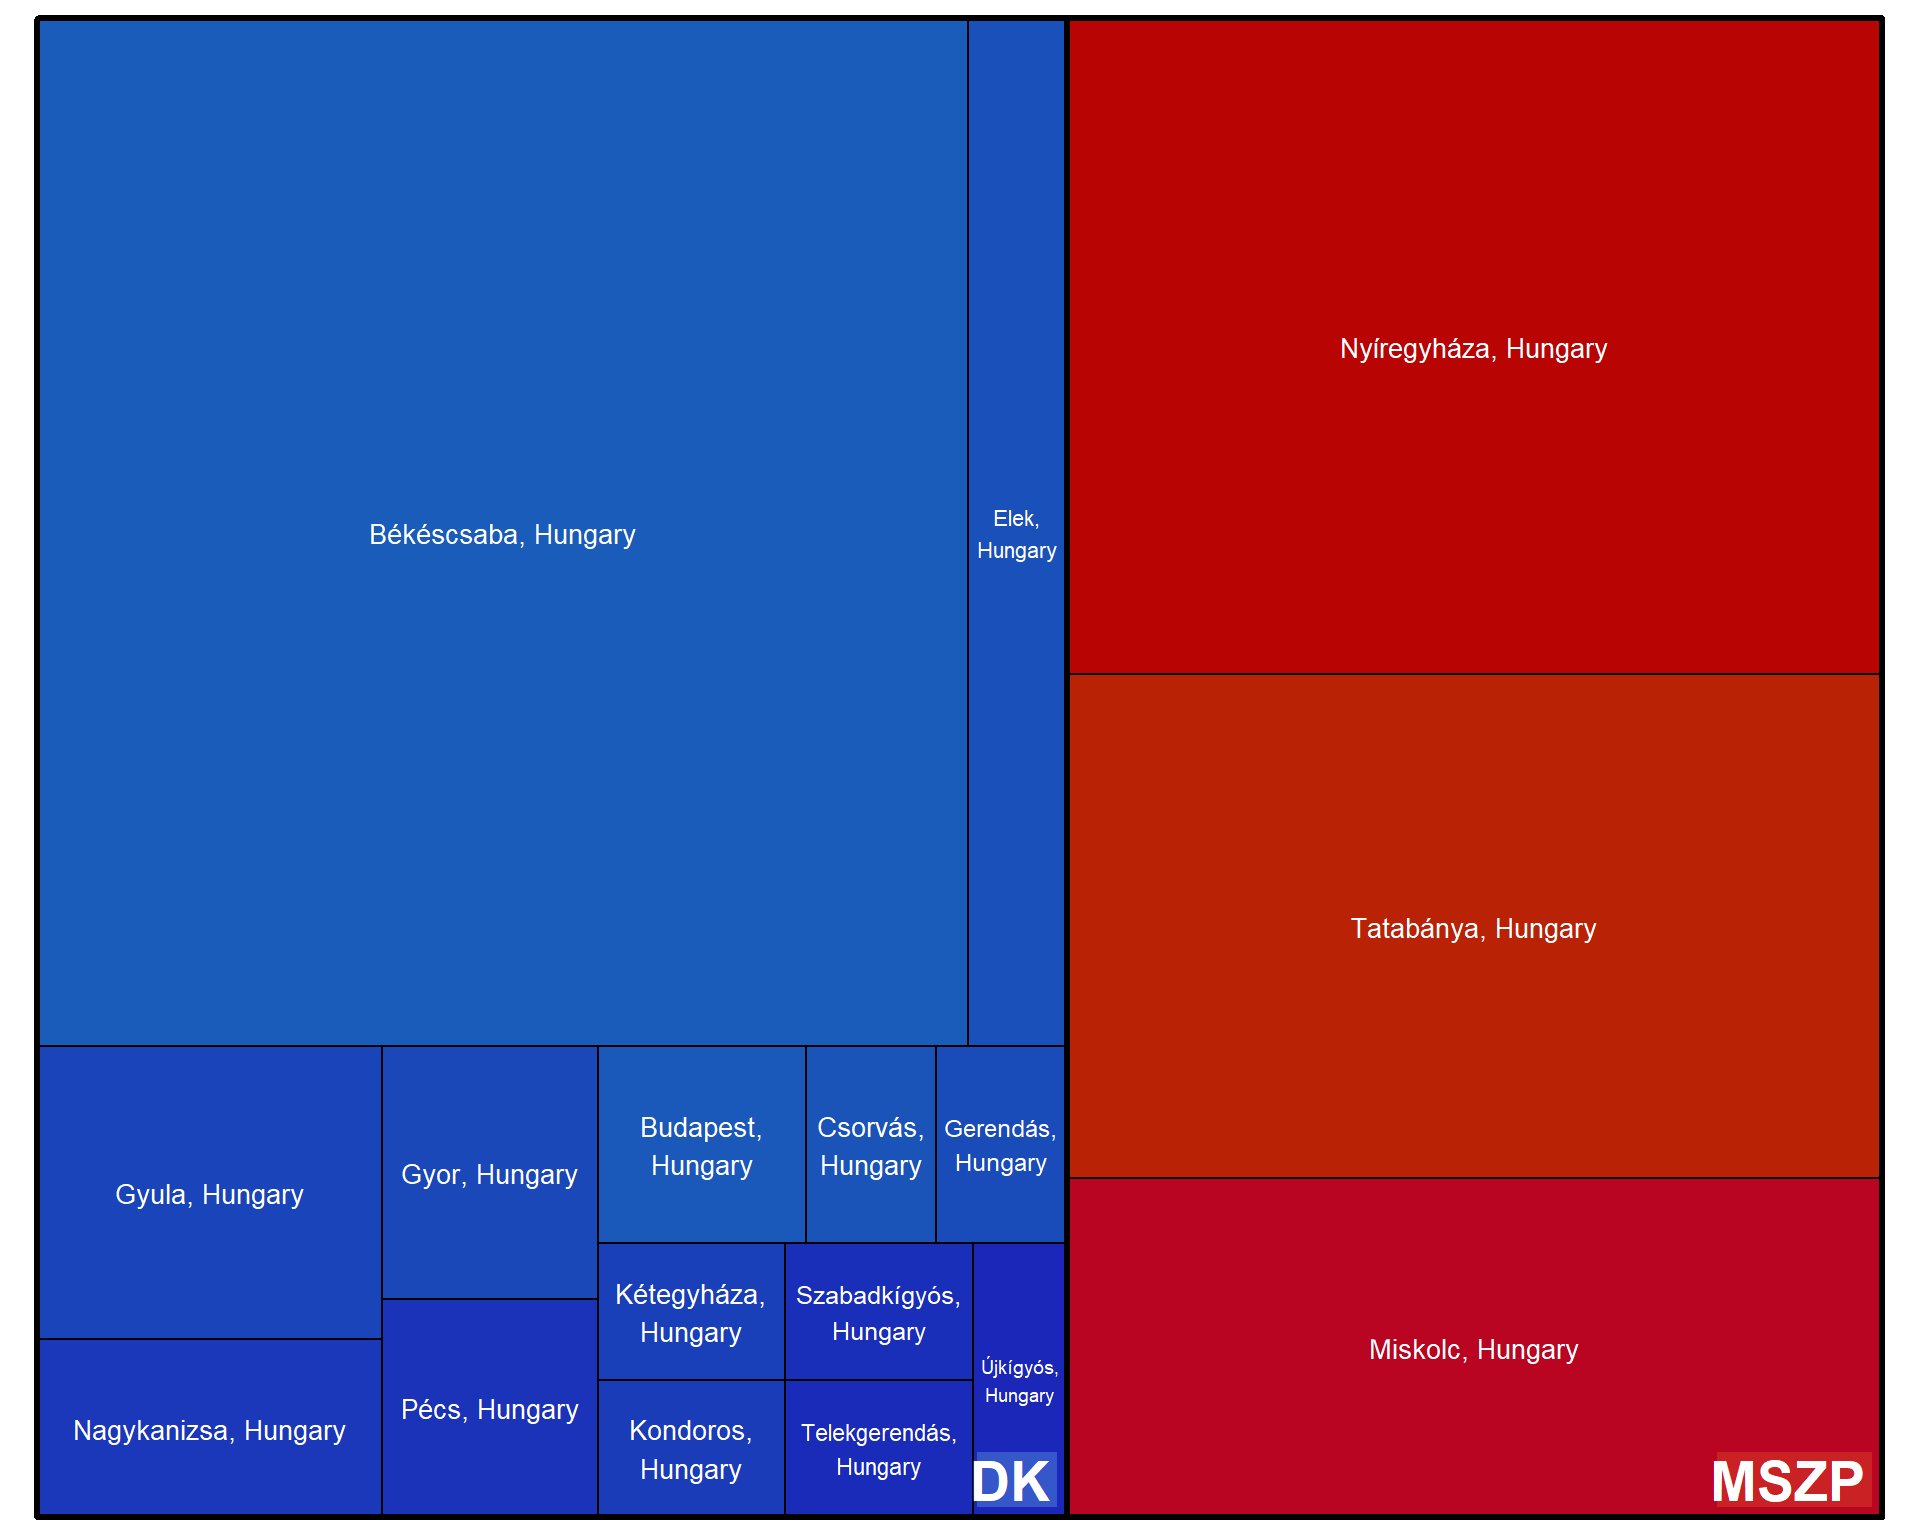 Békéscsaba, Hungary
Elek,
Hungary
Gyula, Hungary
Nagykanizsa, Hungary
Gyor, Hungary
Pécs, Hungary
Budapest,
Hungary
Csorvás,
Hungary
Gerendás,
Hungary
Kétegyháza,
Hungary
Kondoros,
Hungary
Szabadkígyós,
Hungary
Telekgerendás,
Hungary
Újkígyós,
Hungary
DK
Nyíregyháza, Hungary
Tatabánya, Hungary
Miskolc, Hungary
MSZP